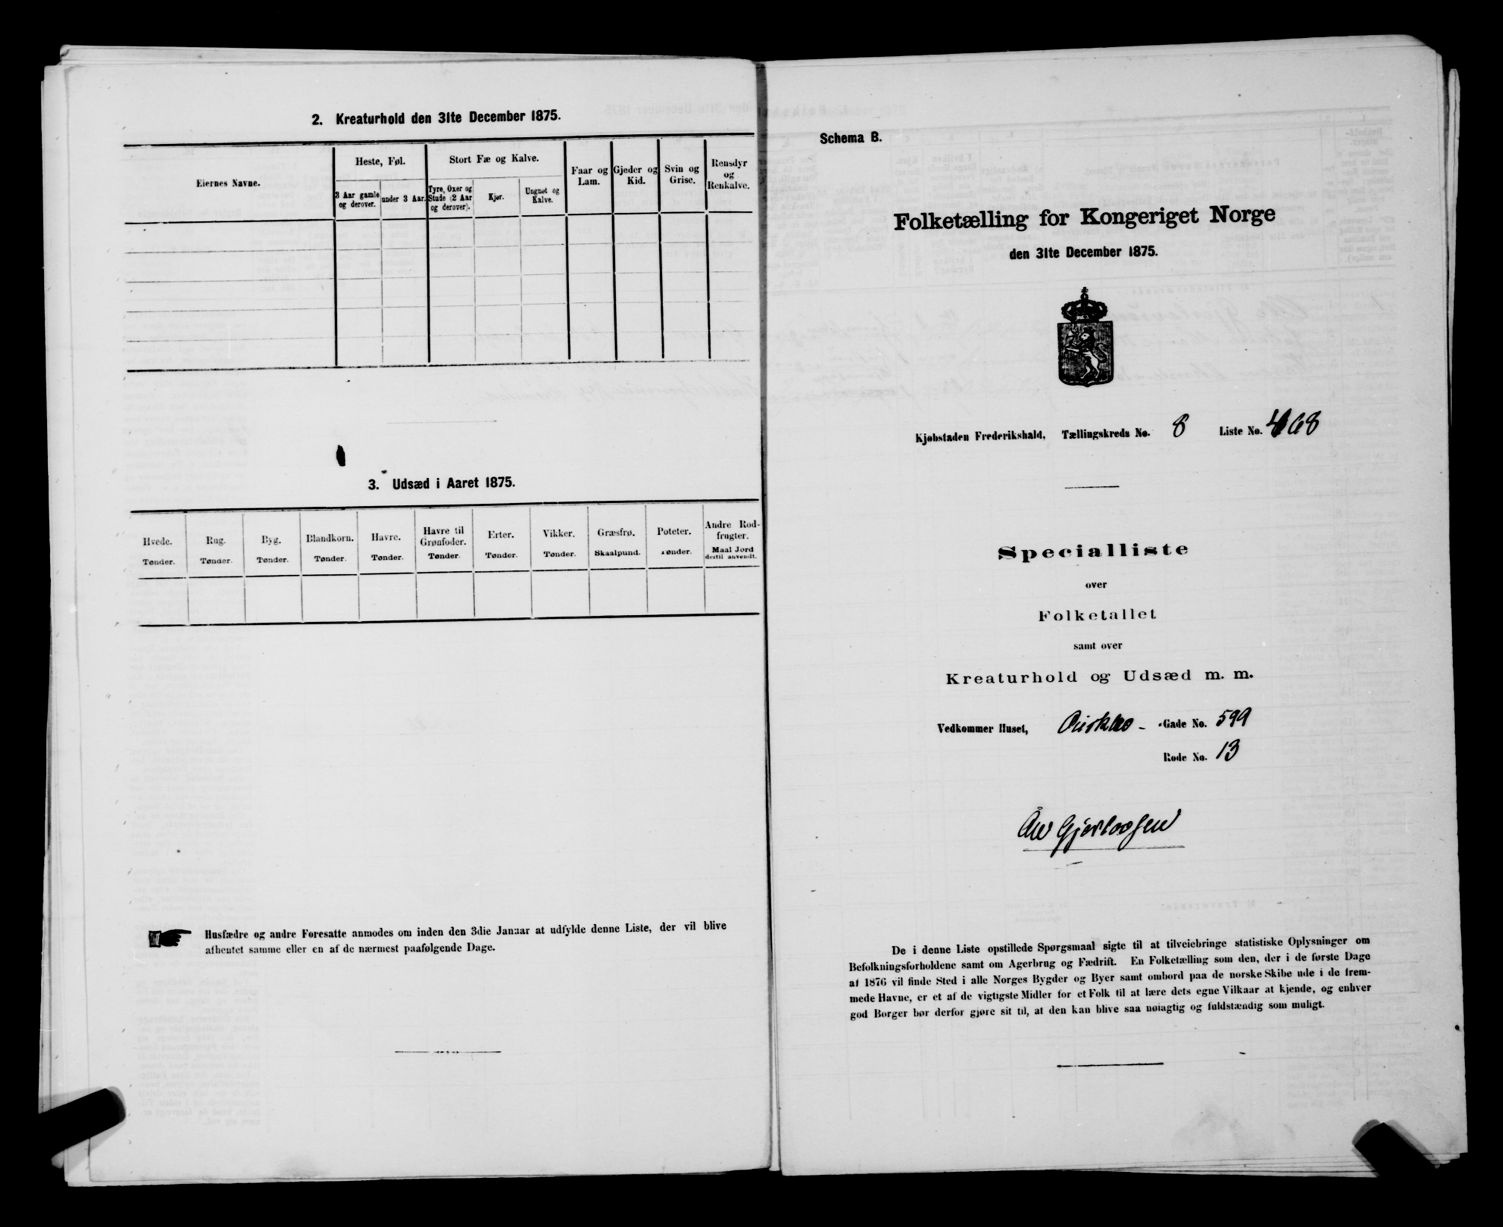 2. Kreaturhold den 31te December 1875.
Eiernes Navne.
Heste, Føl.
3 Aar gamle og derover.
under 3 Aar.
Stort Fæ og Kalve.
Tyre, Oxer og Stude (2 Aar og derover).
Kjør.
Ungnøt og Kalve.
Faar og Lam.
Gjeder og Kid.
Svin og Grise.
Rensdyr og Renkalve.
3. Udsæd i Aaret 1875.
Hvede. Rug. Byg. Blandkorn. Havre. Havre til Grønfoder. Erter. Vikker. Græsfrø. Poteter. Andre Rodfrugter.
Tønder. Tønder. Tønder. Tønder. Tønder. Tønder. Tønder. Tønder. Skaalpund. Tønder. Maal Jord dertil anvendt.
Husfædre og andre Foresatte anmodes om inden den 3die Januar at udfylde denne Liste, der vil blive
afhentet samme eller en af de nærmest paafølgende Dage.
Schema B.
Folketælling for Kongeriget Norge
den 31te December 1875.
Kjøbstaden Frederikshald, Tællingskreds No. 8 Liste No. 468
Specialliste
over
Folketallet
samt over
Kreaturhold og Udsæd m. m.
Vedkommer Huset, -Gade No. 599
Rode No. 13
De i denne Liste opstillede Spørgsmaal sigte til at tilveiebringe statistiske Oplysninger om
Befolkningsforholdene samt om Agerbrug og Fædrift. En Folketælling som den, der i de første Dage
af 1876 vil finde Sted i alle Norges Bygder og Byer samt ombord paa de norske Skibe ude i de frem-
mede Havne, er et af de vigtigste Midler for et Folk til at lære dets egne Vilkaar at kjende, og enhver
god Borger bør derfor gjøre sit til, at den kan blive saa nøiagtig og fuldstændig som muligt.